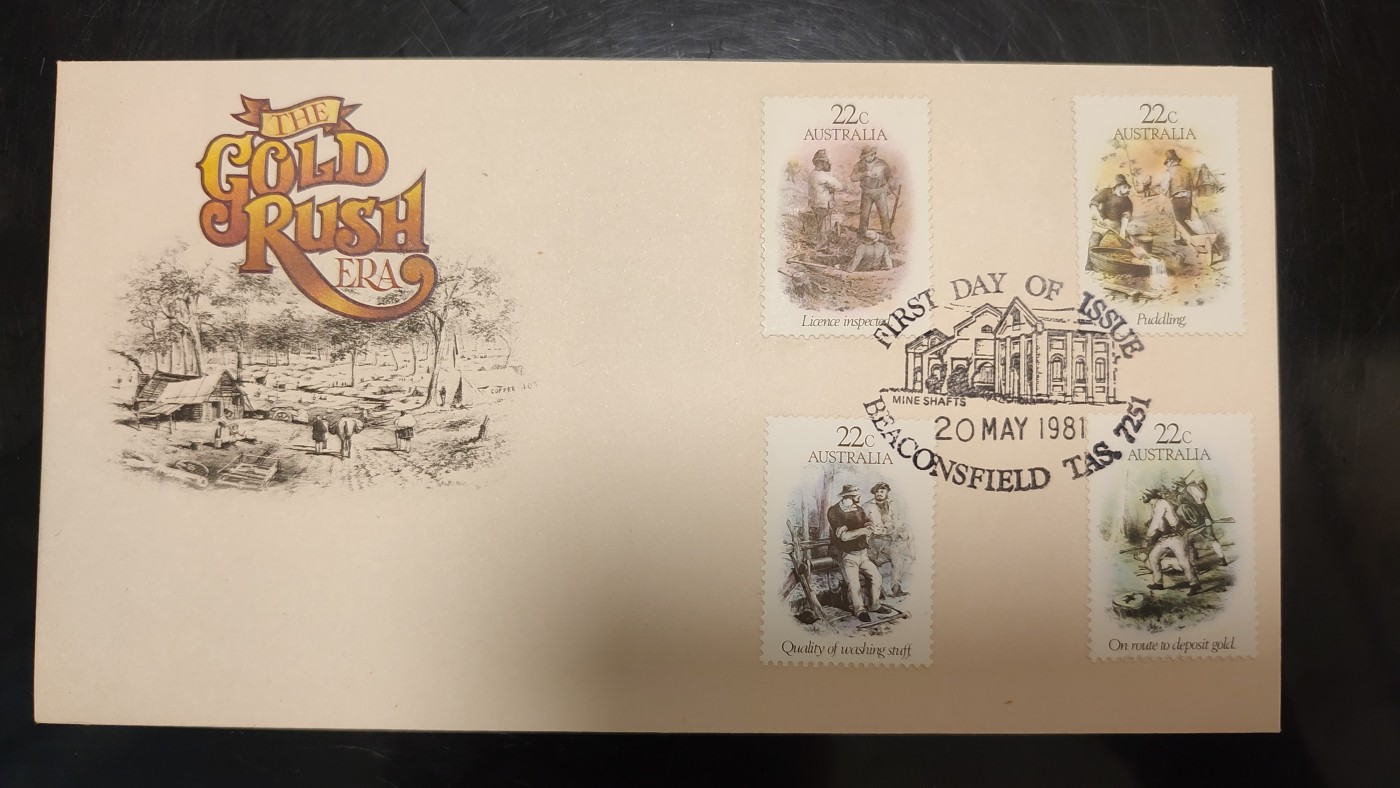 THE
GOLD
RUSH
ERA
22c
AUSTRALIA
Licence inspected
22c
AUSTRALIA
Puddling
FIRST DAY OF ISSUE
MINE SHAFTS
20 MAY 1981
BEACONSFIELD TAS. 7251
22c
AUSTRALIA
Quality of washing stuff
22c
AUSTRALIA
On route to deposit gold.